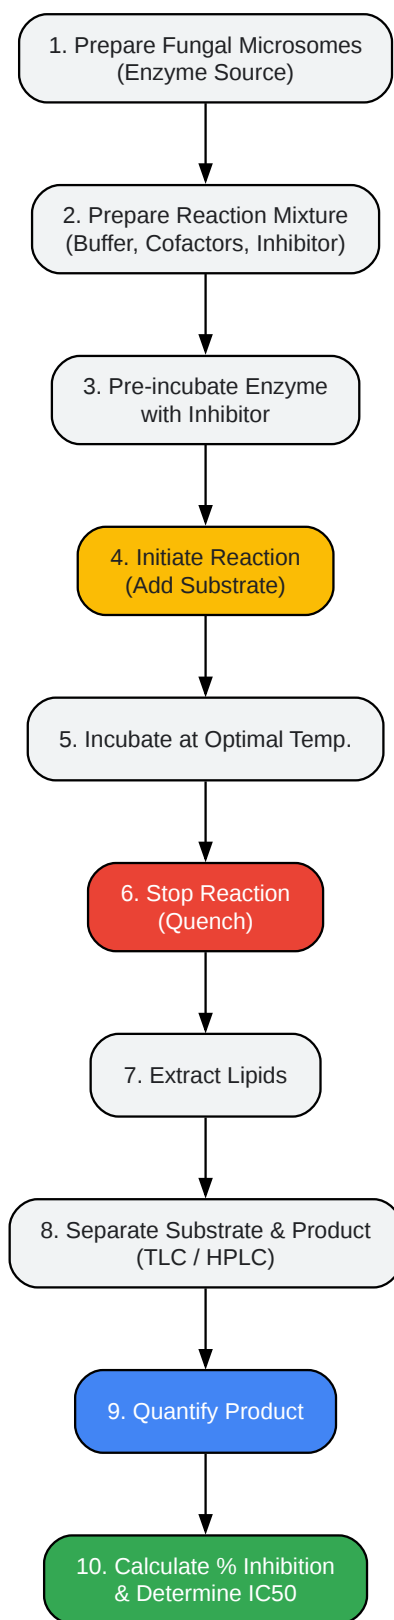 1. Prepare Fungal Microsomes
(Enzyme Source)
2. Prepare Reaction Mixture
(Buffer, Cofactors, Inhibitor)
3. Pre-incubate Enzyme
with Inhibitor
4. Initiate Reaction
(Add Substrate)
5. Incubate at Optimal Temp.
6. Stop Reaction
(Quench)
7. Extract Lipids
8. Separate Substrate & Product
(TLC / HPLC)
9. Quantify Product
10. Calculate % Inhibition
& Determine IC50